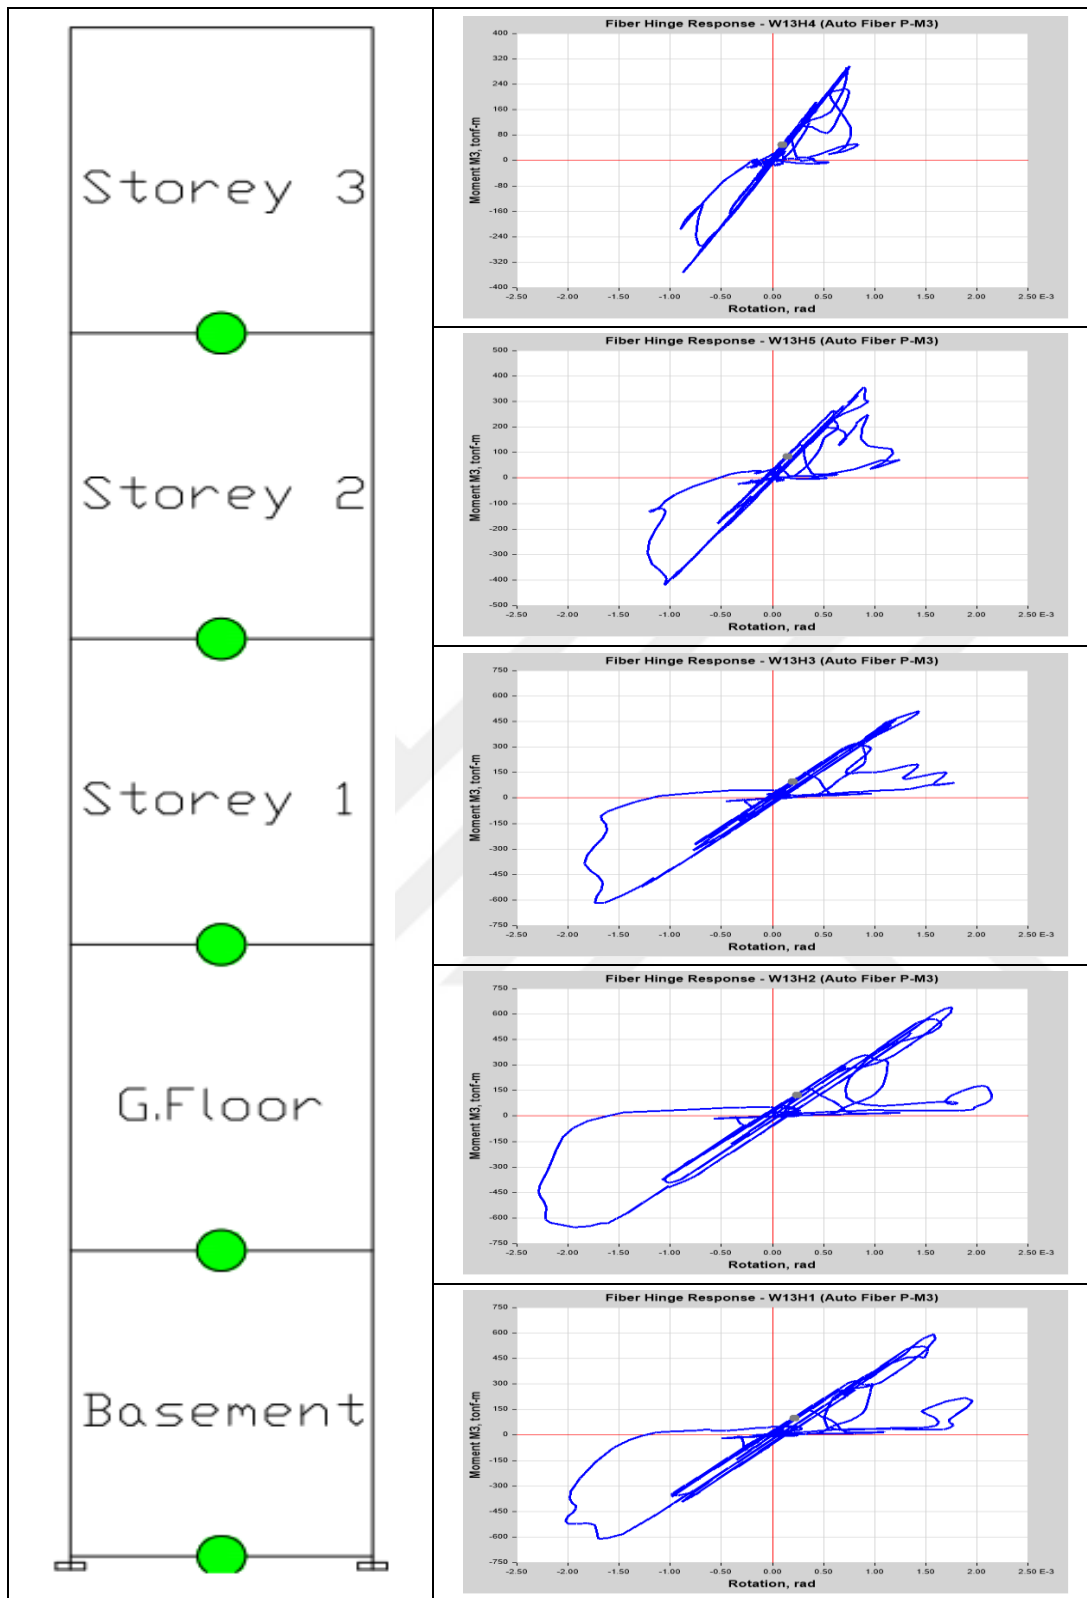 Storey 3
Storey 2
Storey 1
G.Floor
Basement
Fiber Hinge Response - W13H4 (Auto Fiber P-M3)
Moment M3, tonf-m
400
320
240
160
80
0
-80
-160
-240
-320
-400
-2.50 -2.00 -1.50 -1.00 -0.50 0.00 0.50 1.00 1.50 2.00 2.50 E-3
Rotation, rad
Fiber Hinge Response - W13H5 (Auto Fiber P-M3)
Moment M3, tonf-m
500
400
300
200
100
0
-100
-200
-300
-400
-500
-2.50 -2.00 -1.50 -1.00 -0.50 0.00 0.50 1.00 1.50 2.00 2.50 E-3
Rotation, rad
Fiber Hinge Response - W13H3 (Auto Fiber P-M3)
Moment M3, tonf-m
750
600
450
300
150
0
-150
-300
-450
-600
-750
-2.50 -2.00 -1.50 -1.00 -0.50 0.00 0.50 1.00 1.50 2.00 2.50 E-3
Rotation, rad
Fiber Hinge Response - W13H2 (Auto Fiber P-M3)
Moment M3, tonf-m
750
600
450
300
150
0
-150
-300
-450
-600
-750
-2.50 -2.00 -1.50 -1.00 -0.50 0.00 0.50 1.00 1.50 2.00 2.50 E-3
Rotation, rad
Fiber Hinge Response - W13H1 (Auto Fiber P-M3)
Moment M3, tonf-m
750
600
450
300
150
0
-150
-300
-450
-600
-750
-2.50 -2.00 -1.50 -1.00 -0.50 0.00 0.50 1.00 1.50 2.00 2.50 E-3
Rotation, rad